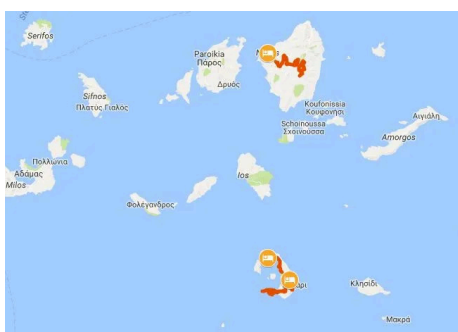 Serifos
Paroikia
Πάρος
Δρυός
Sifnos
Πλατύς Γιαλός
Koufonissia
Κουφονήσι
Schoinoussa
Σχοινούσσα
Αιγιάλη
Amorgos
Πολλώνια
Αδάμας
Milos
Ios
Φολέγανδρος
Κλησίδι
Μακρά